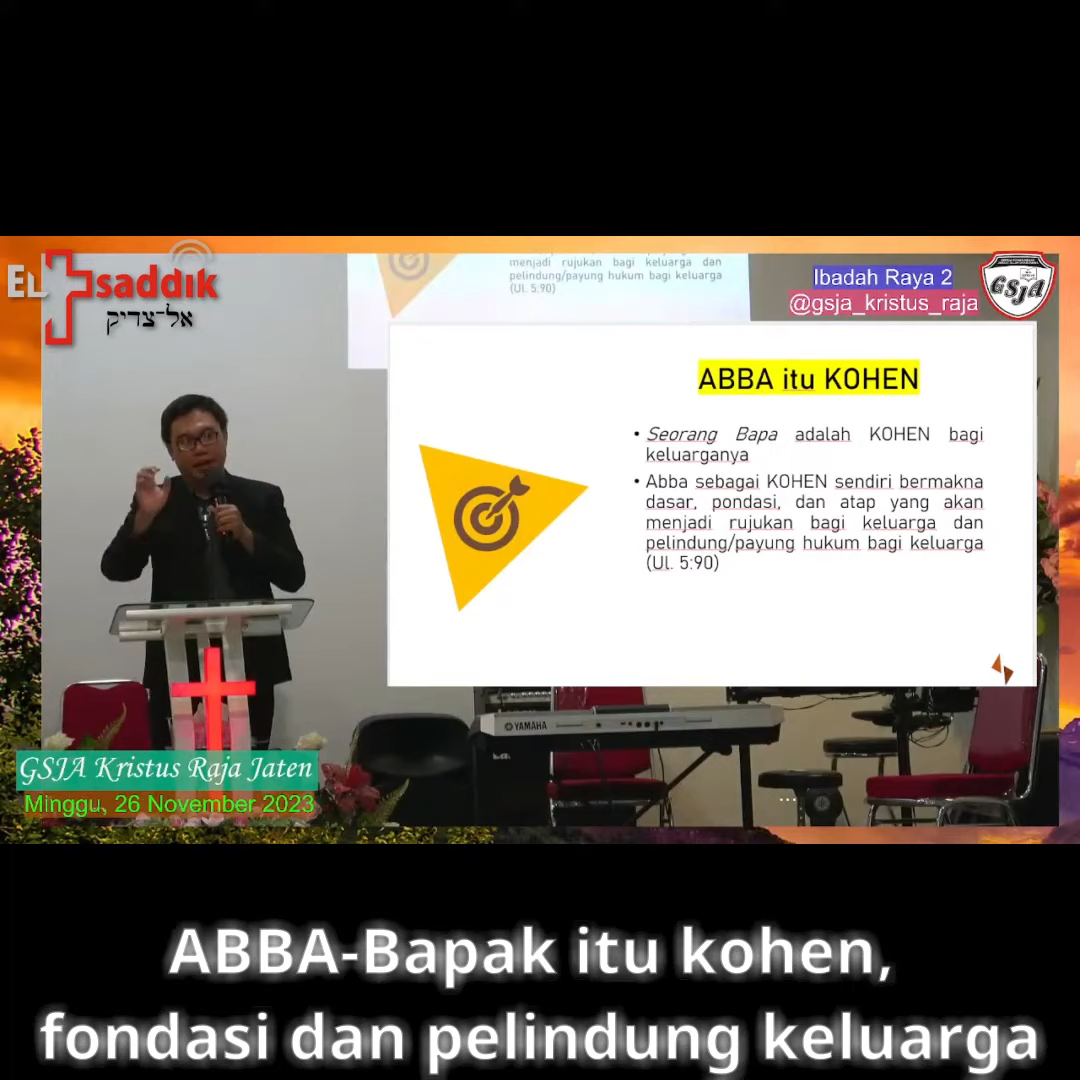 EL
saddik
אל-צדיק
menjadi rujukan bagi keluarga dan
pelindung/payung hukum bagi keluarga
(Ul. 5:90)
Ibadah Raya 2
@gsja_kristus_raja
GSJA
ABBA itu KOHEN
• Seorang Bapa adalah KOHEN bagi
keluarganya
• Abba sebagai KOHEN sendiri bermakna
dasar, pondasi, dan atap yang akan
menjadi rujukan bagi keluarga dan
pelindung/payung hukum bagi keluarga
(Ul. 5:90)
YAMAHA
GSJA Kristus Raja Jaten
Minggu, 26 November 2023
ABBA-Bapak itu kohen,
fondasi dan pelindung keluarga